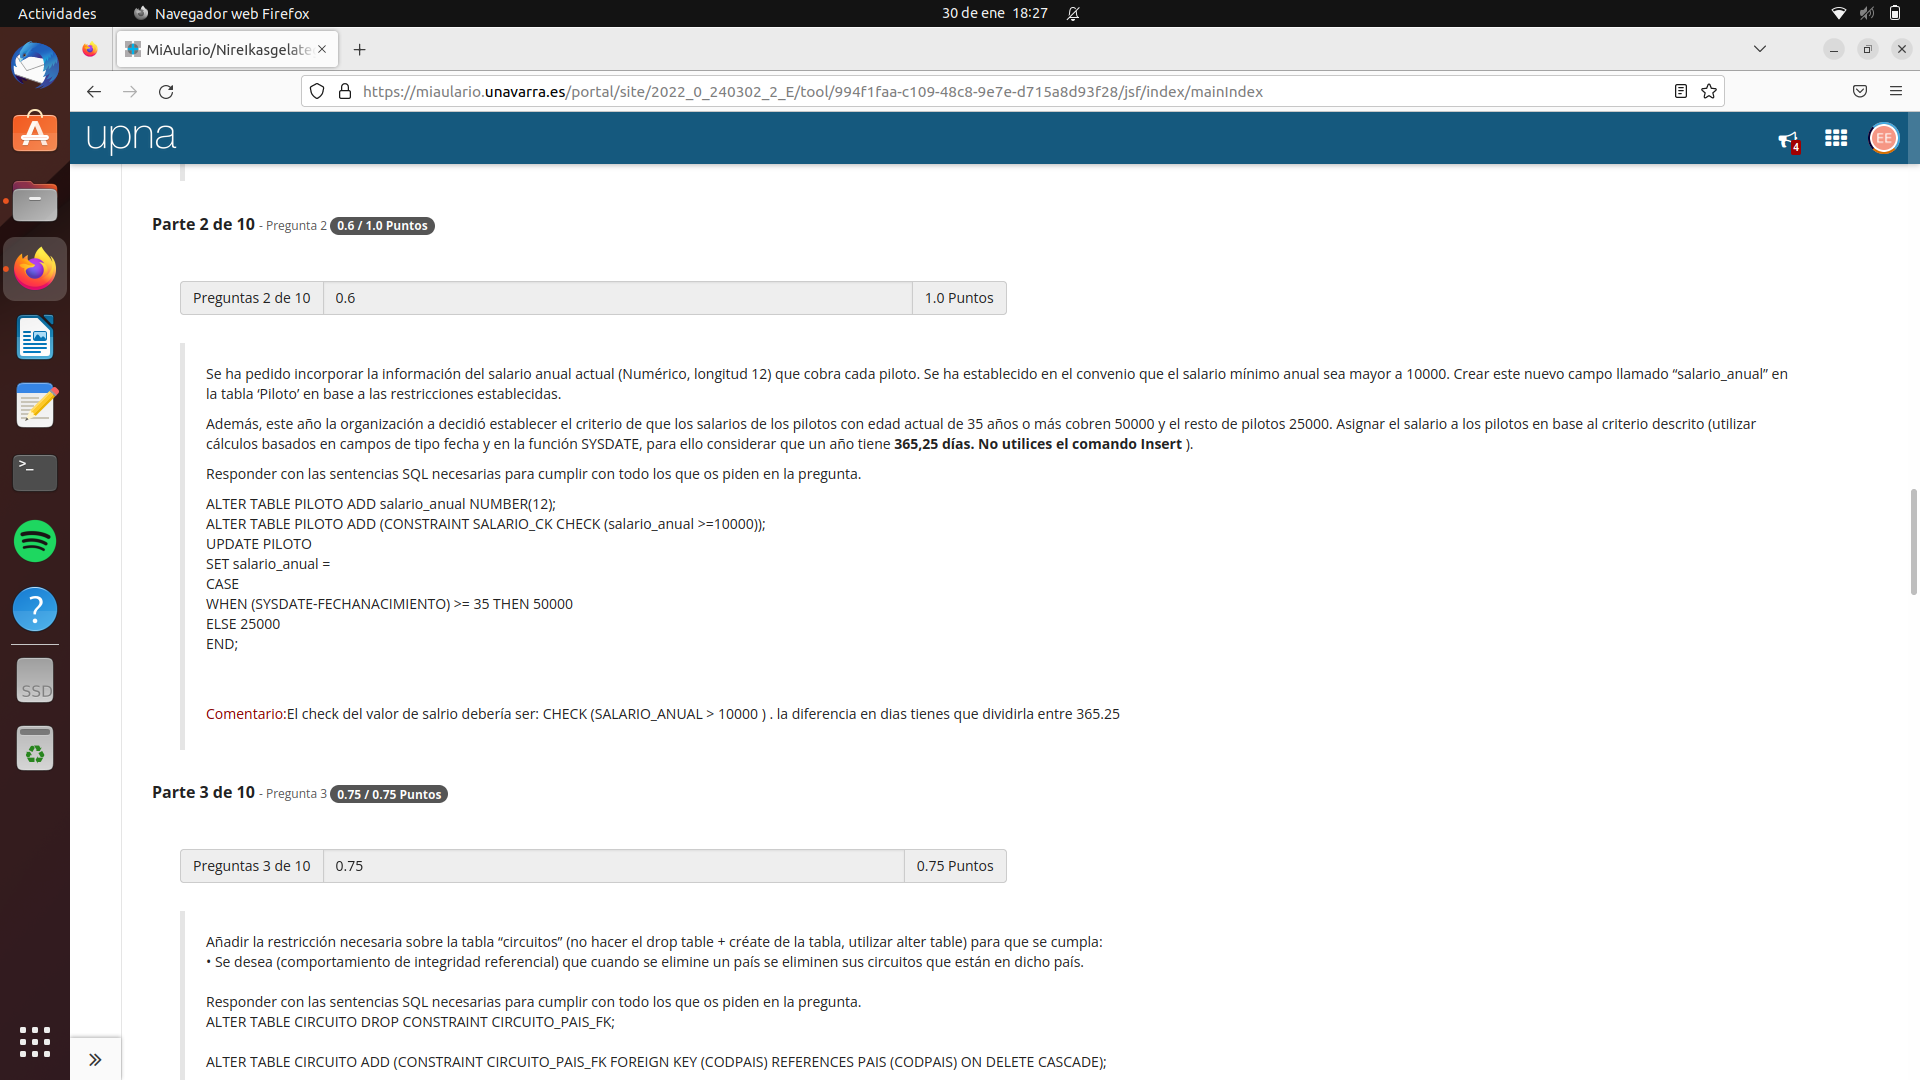 Actividades
Navegador web Firefox
30 de ene 18:27
MiAulario/NireIkasgelate
https://miaulario.unavarra.es/portal/site/2022_0_240302_2_E/tool/994f1faa-c109-48c8-9e7e-d715a8d93f28/jsf/index/mainIndex
upna
4
EE
Parte 2 de 10 - Pregunta 2 0.6 / 1.0 Puntos
Preguntas 2 de 10 0.6 1.0 Puntos
Se ha pedido incorporar la información del salario anual actual (Numérico, longitud 12) que cobra cada piloto. Se ha establecido en el convenio que el salario mínimo anual sea mayor a 10000. Crear este nuevo campo llamado “salario_anual” en
la tabla ‘Piloto’ en base a las restricciones establecidas.
Además, este año la organización a decidió establecer el criterio de que los salarios de los pilotos con edad actual de 35 años o más cobren 50000 y el resto de pilotos 25000. Asignar el salario a los pilotos en base al criterio descrito (utilizar
cálculos basados en campos de tipo fecha y en la función SYSDATE, para ello considerar que un año tiene 365,25 días. No utilices el comando Insert ).
Responder con las sentencias SQL necesarias para cumplir con todo los que os piden en la pregunta.
ALTER TABLE PILOTO ADD salario_anual NUMBER(12);
ALTER TABLE PILOTO ADD (CONSTRAINT SALARIO_CK CHECK (salario_anual >=10000));
UPDATE PILOTO
SET salario_anual =
CASE
WHEN (SYSDATE-FECHANACIMIENTO) >= 35 THEN 50000
ELSE 25000
END;
Comentario:El check del valor de salrio debería ser: CHECK (SALARIO_ANUAL > 10000 ) . la diferencia en dias tienes que dividirla entre 365.25
Parte 3 de 10 - Pregunta 3 0.75 / 0.75 Puntos
Preguntas 3 de 10 0.75 0.75 Puntos
Añadir la restricción necesaria sobre la tabla “circuitos” (no hacer el drop table + créate de la tabla, utilizar alter table) para que se cumpla:
• Se desea (comportamiento de integridad referencial) que cuando se elimine un país se eliminen sus circuitos que están en dicho país.
Responder con las sentencias SQL necesarias para cumplir con todo los que os piden en la pregunta.
ALTER TABLE CIRCUITO DROP CONSTRAINT CIRCUITO_PAIS_FK;
ALTER TABLE CIRCUITO ADD (CONSTRAINT CIRCUITO_PAIS_FK FOREIGN KEY (CODPAIS) REFERENCES PAIS (CODPAIS) ON DELETE CASCADE);
SSD